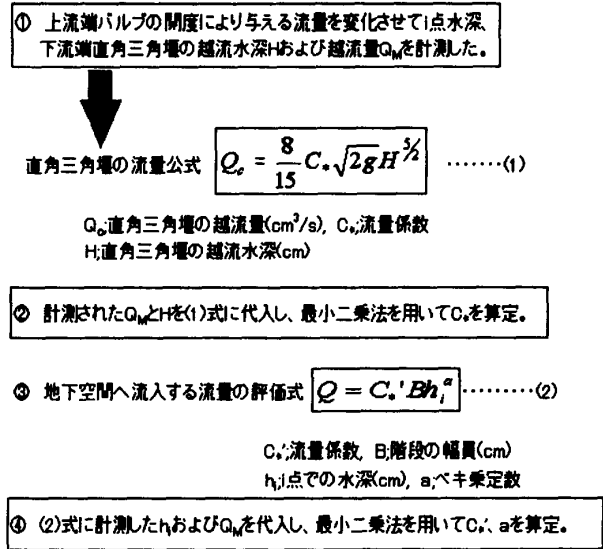 ① 上流端バルブの開度により与える流量を変化させてi点水深、
下流端直角三角堰の越流水深Hおよび越流量Q_Mを計測した。
直角三角堰の流量公式 Q_c = 8/15 C_* √2g H^5/2 ‥‥‥(1)
Q_c;直角三角堰の越流量(cm³/s), C_*;流量係数
H;直角三角堰の越流水深(cm)
② 計測されたQ_MとHを(1)式に代入し、最小二乗法を用いてC_*を算定。
③ 地下空間へ流入する流量の評価式 Q = C_*' B h_i^a ‥‥‥‥(2)
C_*';流量係数, B;階段の幅員(cm)
h_i;i点での水深(cm), a;ベキ乗定数
④ (2)式に計測したh_iおよびQ_Mを代入し、最小二乗法を用いてC_*'、aを算定。